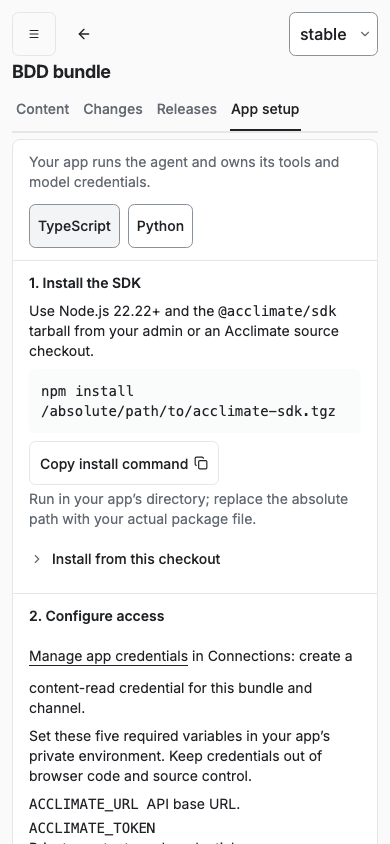 stable
BDD bundle
Content Changes Releases App setup
Your app runs the agent and owns its tools and
model credentials.
TypeScript Python
1. Install the SDK
Use Node.js 22.22+ and the @acclimate/sdk
tarball from your admin or an Acclimate source
checkout.
npm install
/absolute/path/to/acclimate-sdk.tgz
Copy install command
Run in your app's directory; replace the absolute
path with your actual package file.
Install from this checkout
2. Configure access
Manage app credentials in Connections: create a
content-read credential for this bundle and
channel.
Set these five required variables in your app's
private environment. Keep credentials out of
browser code and source control.
ACCLIMATE_URL API base URL.
ACCLIMATE_TOKEN